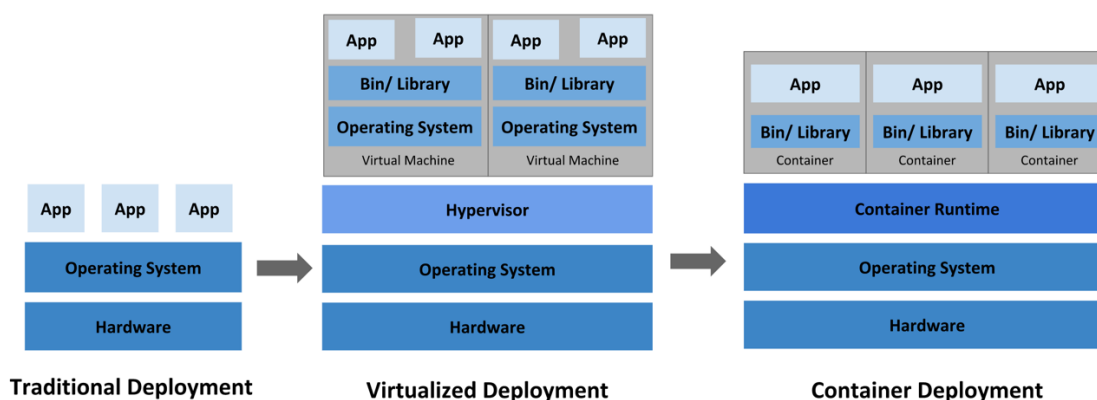 App App App
Operating System
Hardware
Traditional Deployment
App App App App
Bin/ Library Bin/ Library
Operating System Operating System
Virtual Machine Virtual Machine
Hypervisor
Operating System
Hardware
Virtualized Deployment
App App App
Bin/ Library Bin/ Library Bin/ Library
Container Container Container
Container Runtime
Operating System
Hardware
Container Deployment